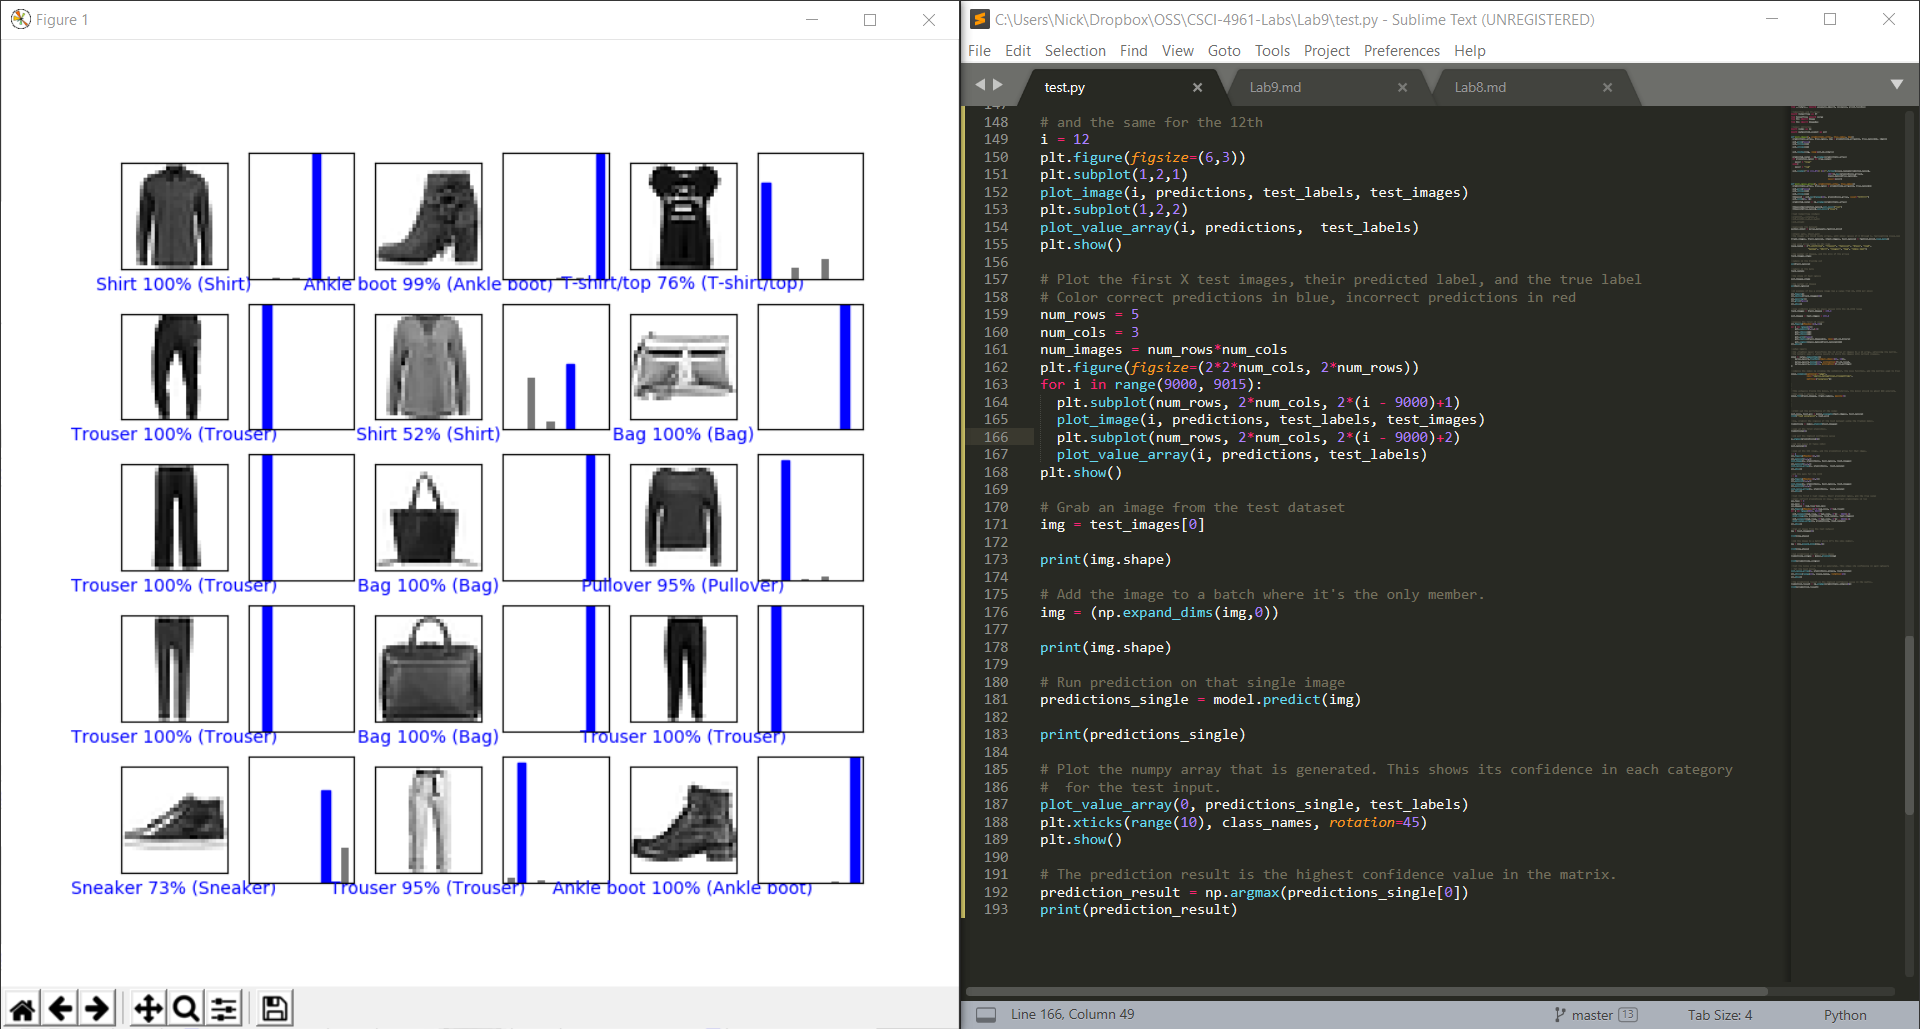 Figure 1
Shirt 100% (Shirt)
Ankle boot 99% (Ankle boot)
T-shirt/top 76% (T-shirt/top)
Trouser 100% (Trouser)
Shirt 52% (Shirt)
Bag 100% (Bag)
Trouser 100% (Trouser)
Bag 100% (Bag)
Pullover 95% (Pullover)
Trouser 100% (Trouser)
Bag 100% (Bag)
Trouser 100% (Trouser)
Sneaker 73% (Sneaker)
Trouser 95% (Trouser)
Ankle boot 100% (Ankle boot)
C:\Users\Nick\Dropbox\OSS\CSCI-4961-Labs\Lab9\test.py - Sublime Text (UNREGISTERED)
File Edit Selection Find View Goto Tools Project Preferences Help
test.py Lab9.md Lab8.md
147
148 # and the same for the 12th
149 i = 12
150 plt.figure(figsize=(6,3))
151 plt.subplot(1,2,1)
152 plot_image(i, predictions, test_labels, test_images)
153 plt.subplot(1,2,2)
154 plot_value_array(i, predictions,  test_labels)
155 plt.show()
156
157 # Plot the first X test images, their predicted label, and the true label
158 # Color correct predictions in blue, incorrect predictions in red
159 num_rows = 5
160 num_cols = 3
161 num_images = num_rows*num_cols
162 plt.figure(figsize=(2*2*num_cols, 2*num_rows))
163 for i in range(9000, 9015):
164   plt.subplot(num_rows, 2*num_cols, 2*(i - 9000)+1)
165   plot_image(i, predictions, test_labels, test_images)
166   plt.subplot(num_rows, 2*num_cols, 2*(i - 9000)+2)
167   plot_value_array(i, predictions, test_labels)
168 plt.show()
169
170 # Grab an image from the test dataset
171 img = test_images[0]
172
173 print(img.shape)
174
175 # Add the image to a batch where it's the only member.
176 img = (np.expand_dims(img,0))
177
178 print(img.shape)
179
180 # Run prediction on that single image
181 predictions_single = model.predict(img)
182
183 print(predictions_single)
184
185 # Plot the numpy array that is generated. This shows its confidence in each category
186 #  for the test input.
187 plot_value_array(0, predictions_single, test_labels)
188 plt.xticks(range(10), class_names, rotation=45)
189 plt.show()
190
191 # The prediction result is the highest confidence value in the matrix.
192 prediction_result = np.argmax(predictions_single[0])
193 print(prediction_result)
Line 166, Column 49 master 13 Tab Size: 4 Python